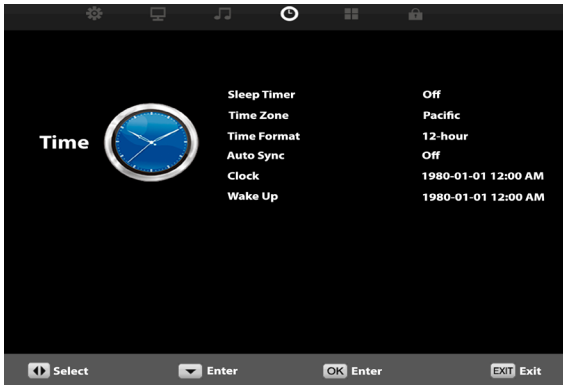 Time
Sleep Timer Off
Time Zone Pacific
Time Format 12-hour
Auto Sync Off
Clock 1980-01-01 12:00 AM
Wake Up 1980-01-01 12:00 AM
Select Enter OK Enter EXIT Exit